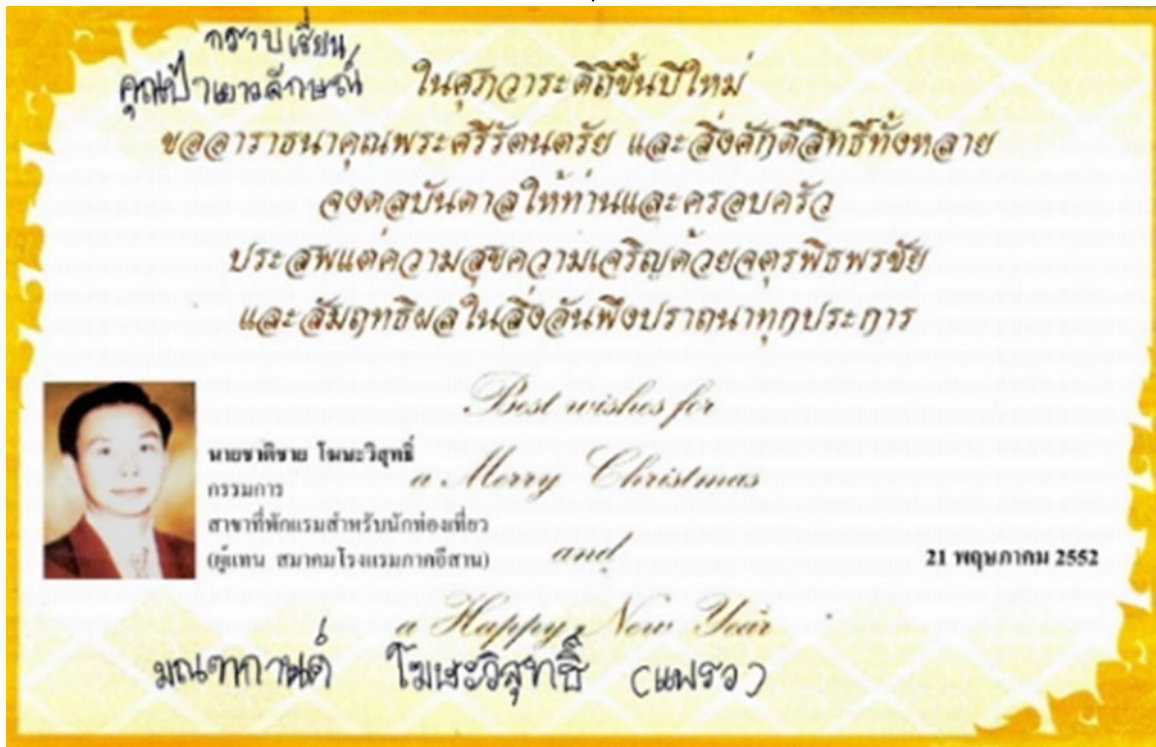 กราบเรียน
คุณป้าเยาวลักษณ์
ในศุภวาระดิถีขึ้นปีใหม่
ขออาราธนาคุณพระศรีรัตนตรัย และสิ่งศักดิ์สิทธิ์ทั้งหลาย
จงดลบันดาลให้ท่านและครอบครัว
ประสพแต่ความสุขความเจริญด้วยจตุรพิธพรชัย
และสัมฤทธิผลในสิ่งอันพึงปราถนาทุกประการ
Best wishes for
นายชาติชาย โฆษะวิสุทธิ์
a Merry Christmas
กรรมการ
สาขาที่พักแรมสำหรับนักท่องเที่ยว
(ผู้แทน สมาคมโรงแรมภาคอีสาน)
and
21 พฤษภาคม 2552
a Happy New Year
มณฑกานต์ โฆษะวิสุทธิ์ (แพรว)